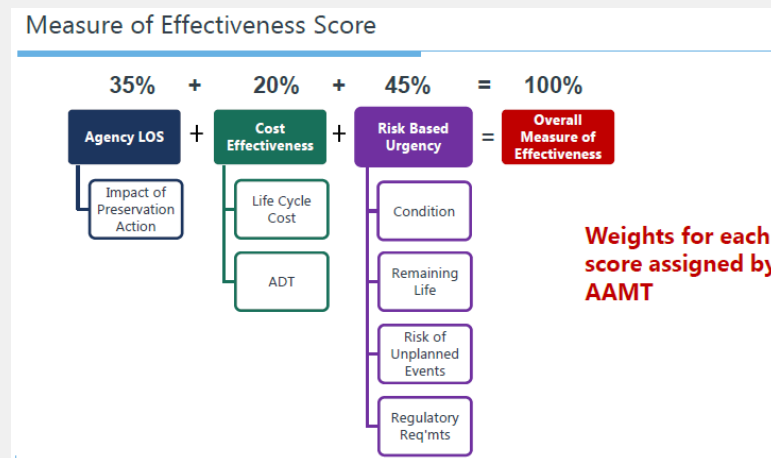 Measure of Effectiveness Score
35% + 20% + 45% = 100%
Agency LOS
+
Cost
Effectiveness
+
Risk Based
Urgency
=
Overall
Measure of
Effectiveness
Impact of
Preservation
Action
Life Cycle
Cost
ADT
Condition
Remaining
Life
Risk of
Unplanned
Events
Regulatory
Req'mts
Weights for each
score assigned by
AAMT